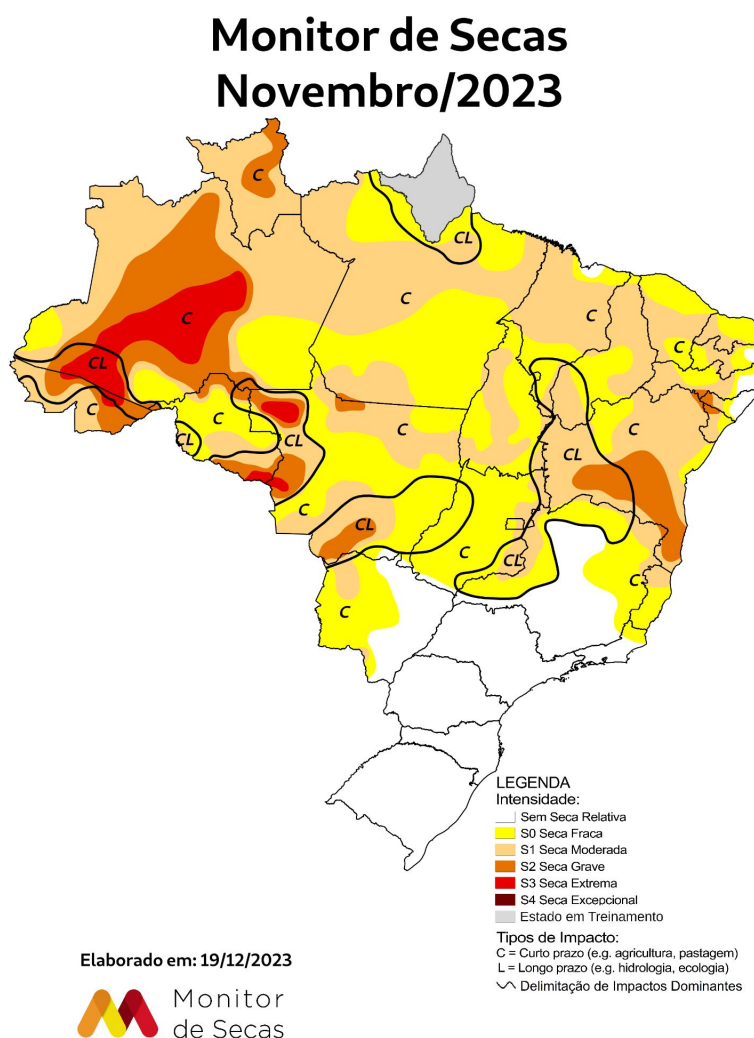 Monitor de Secas
Novembro/2023
C
CL
C
C
C
CL
C
C
C
CL
CL
C
CL
C
C
CL
C
CL
C
C
LEGENDA
Intensidade:
Sem Seca Relativa
S0 Seca Fraca
S1 Seca Moderada
S2 Seca Grave
S3 Seca Extrema
S4 Seca Excepcional
Estado em Treinamento
Tipos de Impacto:
C = Curto prazo (e.g. agricultura, pastagem)
L = Longo prazo (e.g. hidrologia, ecologia)
Delimitação de Impactos Dominantes
Elaborado em: 19/12/2023
Monitor
de Secas